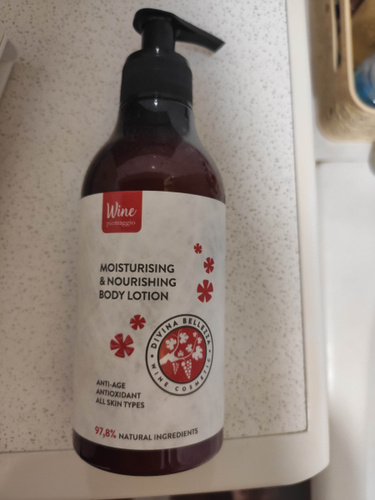 Wine
MOISTURISING
& NOURISHING
BODY LOTION
DIVINA BELLEZZA
WINE COSMETICS
ANTI-AGE
ANTIOXIDANT
ALL SKIN TYPES
97,8% NATURAL INGREDIENTS